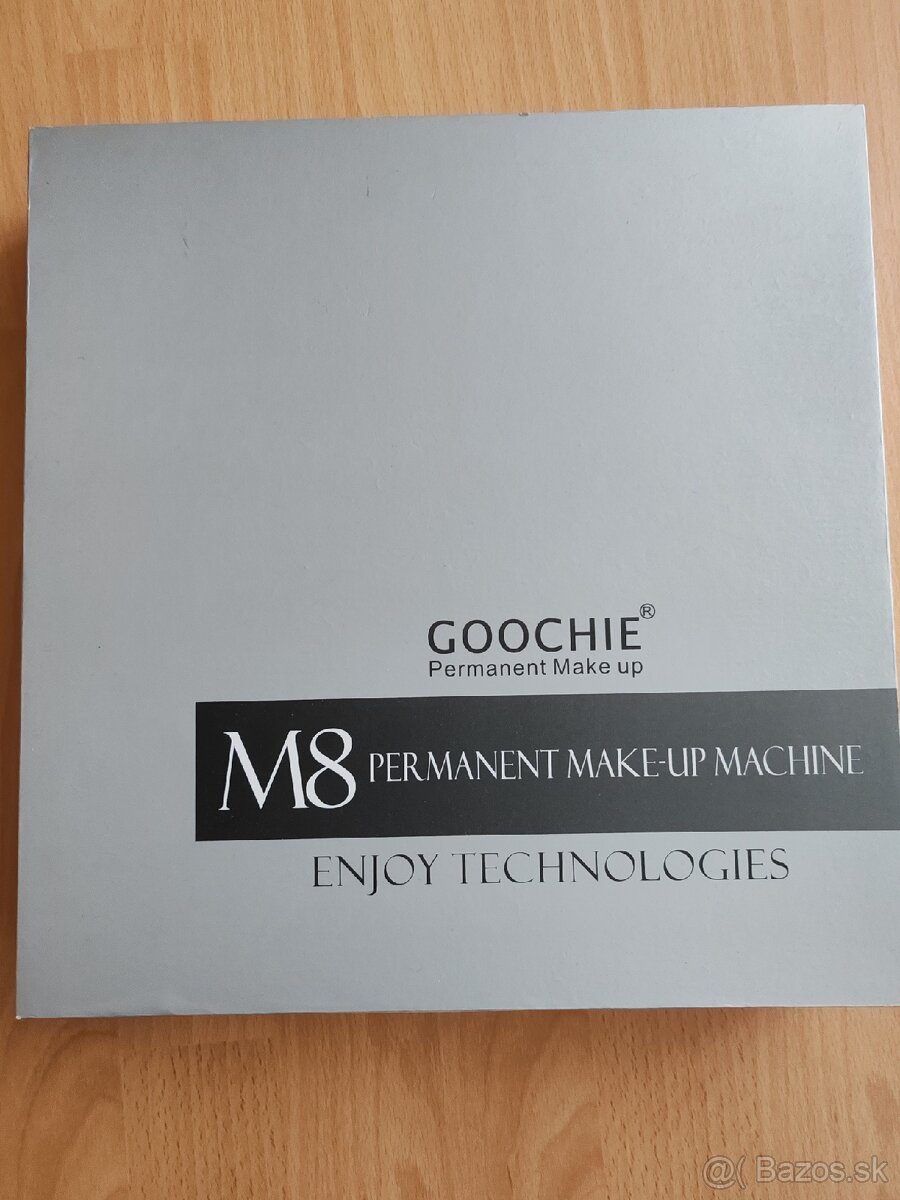 GOOCHIE®
Permanent Make up
M8 PERMANENT MAKE-UP MACHINE
ENJOY TECHNOLOGIES
@( Bazos.sk